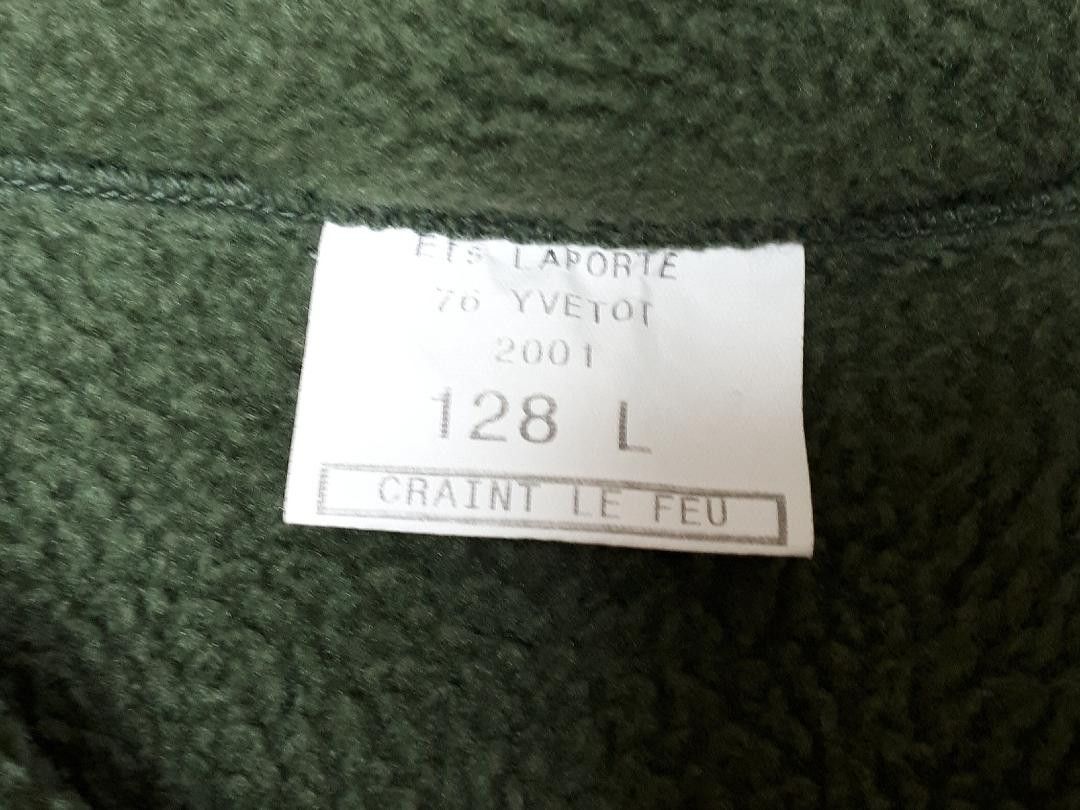 ETS LAPORTE
76 YVETOT
2001
128 L
CRAINT LE FEU